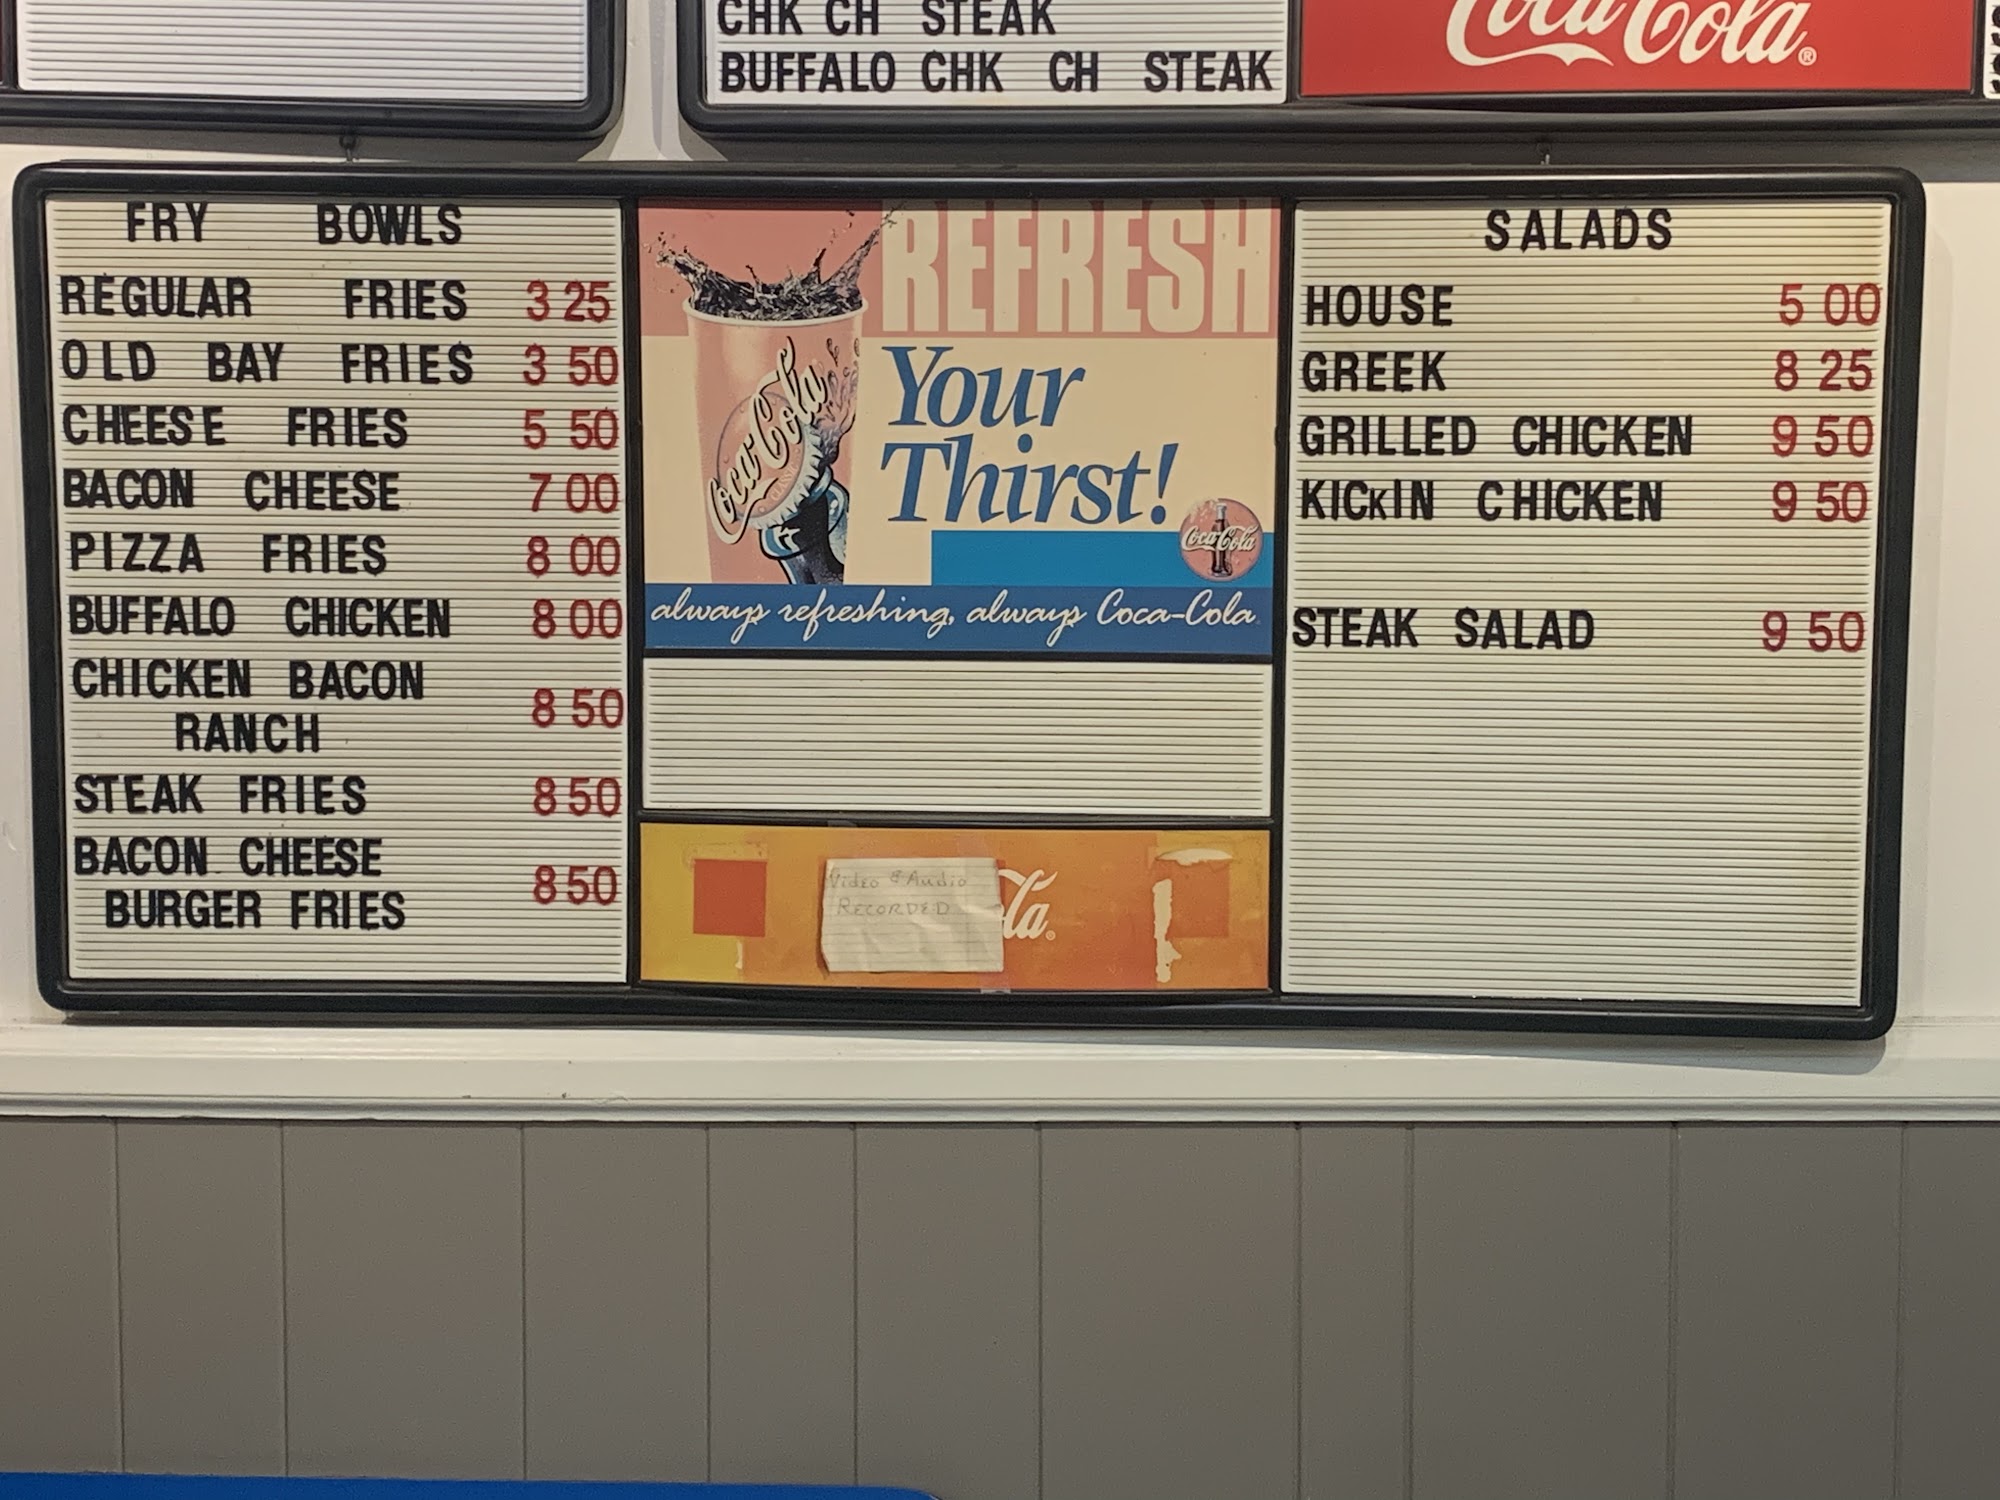 CHK CH STEAK
BUFFALO CHK CH STEAK
Coca-Cola®
FRY BOWLS
REGULAR FRIES 3 25
OLD BAY FRIES 3 50
CHEESE FRIES 5 50
BACON CHEESE 7 00
PIZZA FRIES 8 00
BUFFALO CHICKEN 8 00
CHICKEN BACON
RANCH 8 50
STEAK FRIES 8 50
BACON CHEESE
BURGER FRIES 8 50
REFRESH
Your
Thirst!
Coca-Cola
Coca-Cola
always refreshing, always Coca-Cola
Video & Audio
RECORDED
la®
SALADS
HOUSE 5 00
GREEK 8 25
GRILLED CHICKEN 9 50
KICkIN CHICKEN 9 50
STEAK SALAD 9 50